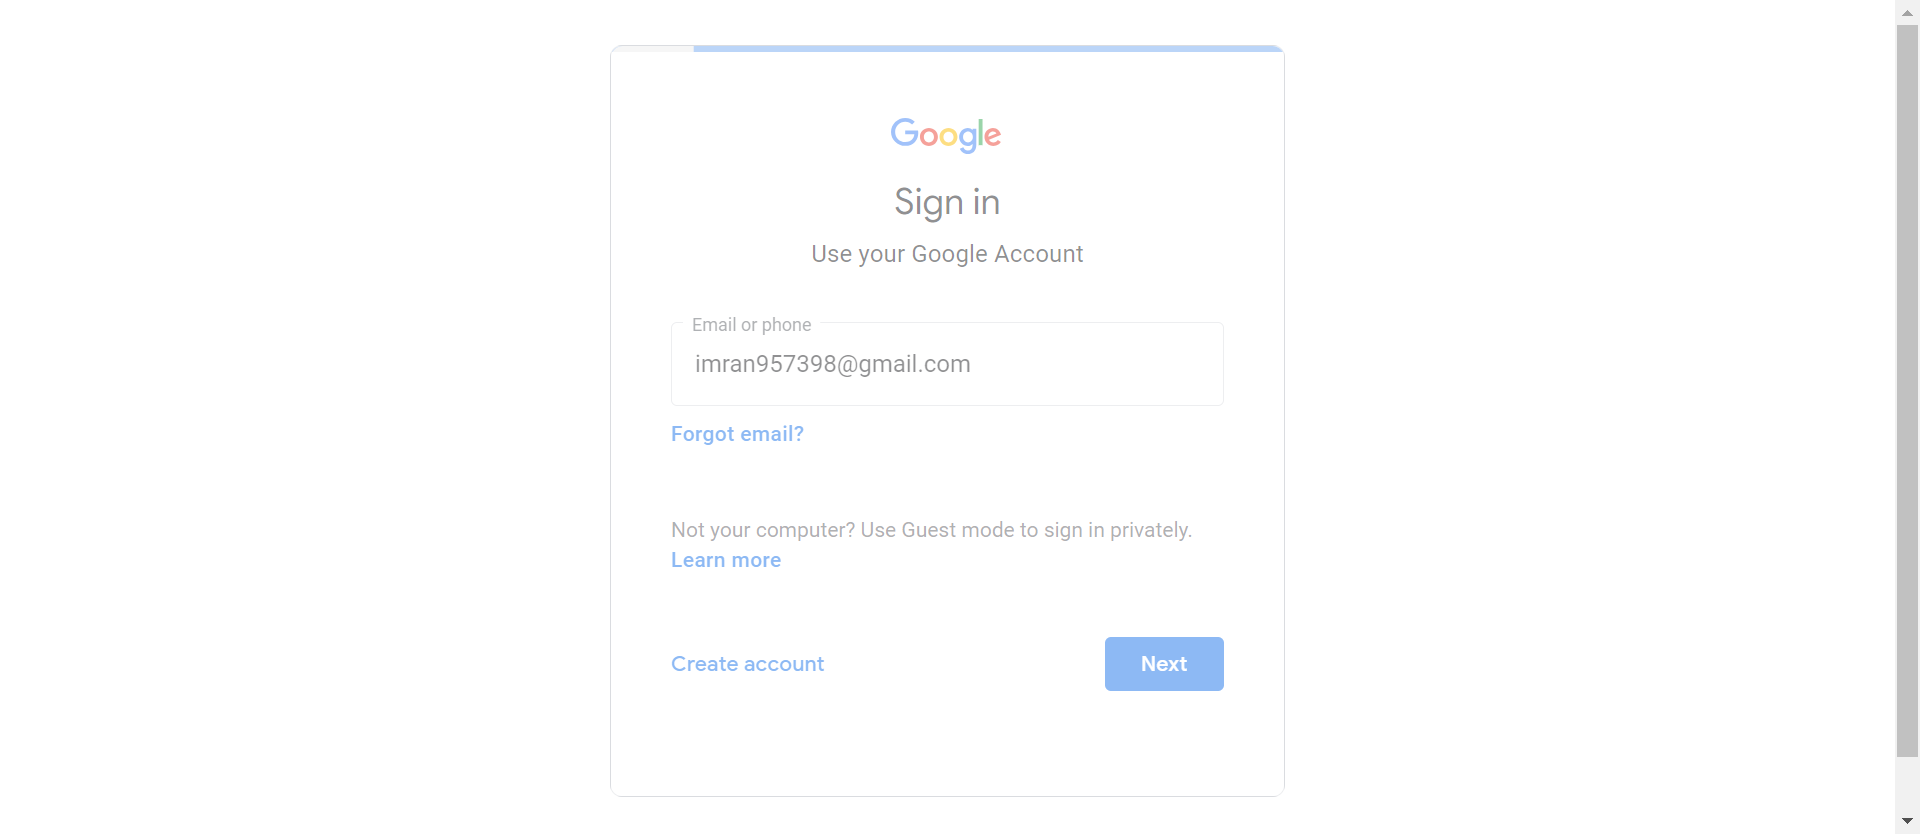 Google
Sign in
Use your Google Account
Email or phone
imran957398@gmail.com
Forgot email?
Not your computer? Use Guest mode to sign in privately.
Learn more
Create account
Next